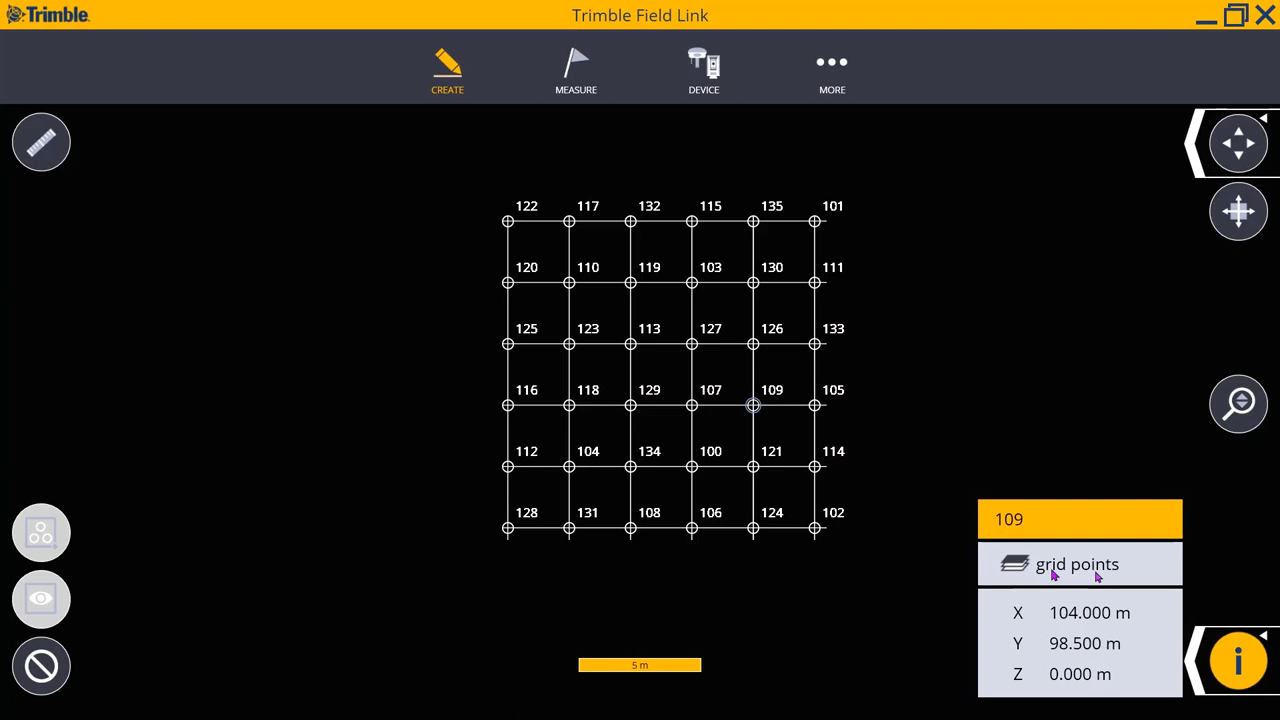 Trimble
Trimble Field Link
CREATE MEASURE DEVICE MORE
122 117 132 115 135 101
120 110 119 103 130 111
125 123 113 127 126 133
116 118 129 107 109 105
112 104 134 100 121 114
128 131 108 106 124 102
109
grid points
X 104.000 m
Y 98.500 m
Z 0.000 m
5 m
i